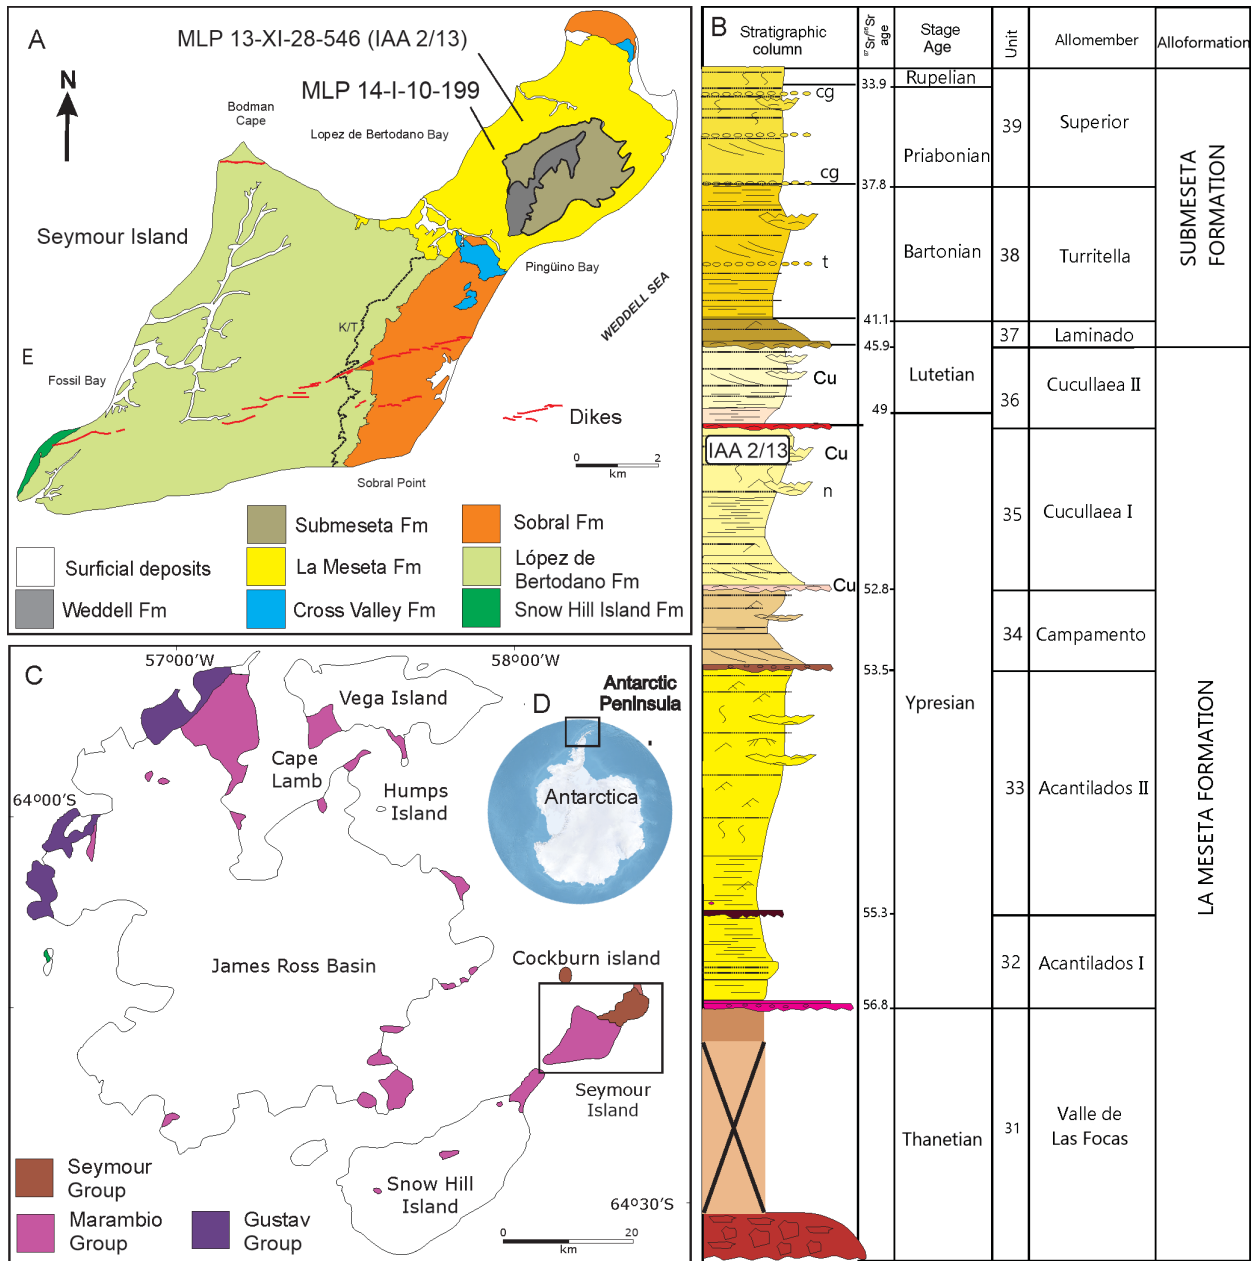 A
MLP 13-XI-28-546 (IAA 2/13)
MLP 14-I-10-199
N
Bodman
Cape
Lopez de Bertodano Bay
Seymour Island
Pingüino Bay
WEDDELL SEA
K/T
E
Fossil Bay
Dikes
0 2
km
Sobral Point
Submeseta Fm
Sobral Fm
Surficial deposits
La Meseta Fm
López de
Bertodano Fm
Weddell Fm
Cross Valley Fm
Snow Hill Island Fm
B
Stratigraphic
column
87Sr/86Sr
age
Stage
Age
Unit
Allomember
Alloformation
Rupelian
33.9
cg
39
Superior
Priabonian
cg
37.8
SUBMESETA
FORMATION
Bartonian
38
Turritella
t
41.1
37
Laminado
45.9
Lutetian
Cu
36
Cucullaea II
49
IAA 2/13
Cu
n
35
Cucullaea I
Cu
52.8
34
Campamento
53.5
Ypresian
LA MESETA FORMATION
33
Acantilados II
55.3
32
Acantilados I
56.8
Thanetian
31
Valle de
Las Focas
57°00'W
58°00'W
C
Vega Island
D
Antarctic
Peninsula
Cape
Lamb
Humps
Island
64º00'S
Antarctica
James Ross Basin
Cockburn island
Seymour
Island
Snow Hill
Island
64º30'S
Seymour
Group
Marambio
Group
Gustav
Group
0 20
km